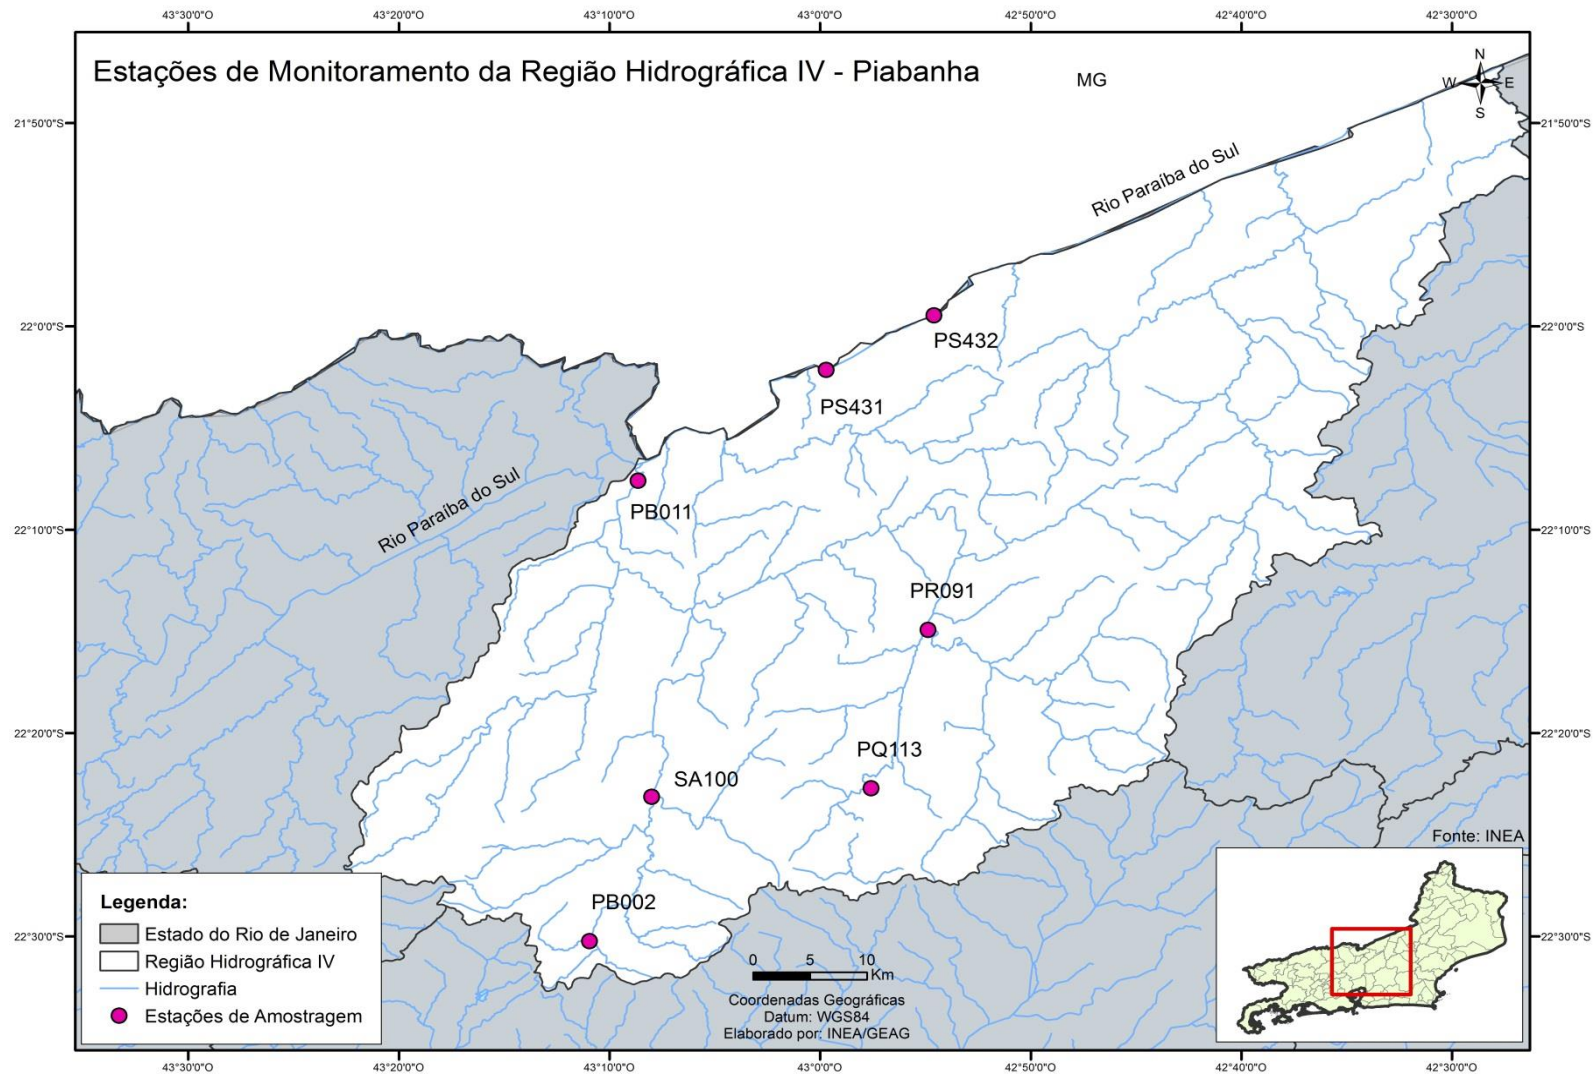 43°30'0"O 43°20'0"O 43°10'0"O 43°0'0"O 42°50'0"O 42°40'0"O 42°30'0"O
Estações de Monitoramento da Região Hidrográfica IV - Piabanha
MG
N
W E
S
21°50'0"S 21°50'0"S
Rio Paraíba do Sul
22°0'0"S 22°0'0"S
PS432
PS431
Rio Paraíba do Sul
PB011
22°10'0"S 22°10'0"S
PR091
22°20'0"S 22°20'0"S
PQ113
SA100
Fonte: INEA
PB002
22°30'0"S 22°30'0"S
Legenda:
Estado do Rio de Janeiro
Região Hidrográfica IV
Hidrografia
Estações de Amostragem
0 5 10
Km
Coordenadas Geográficas
Datum: WGS84
Elaborado por: INEA/GEAG
43°30'0"O 43°20'0"O 43°10'0"O 43°0'0"O 42°50'0"O 42°40'0"O 42°30'0"O